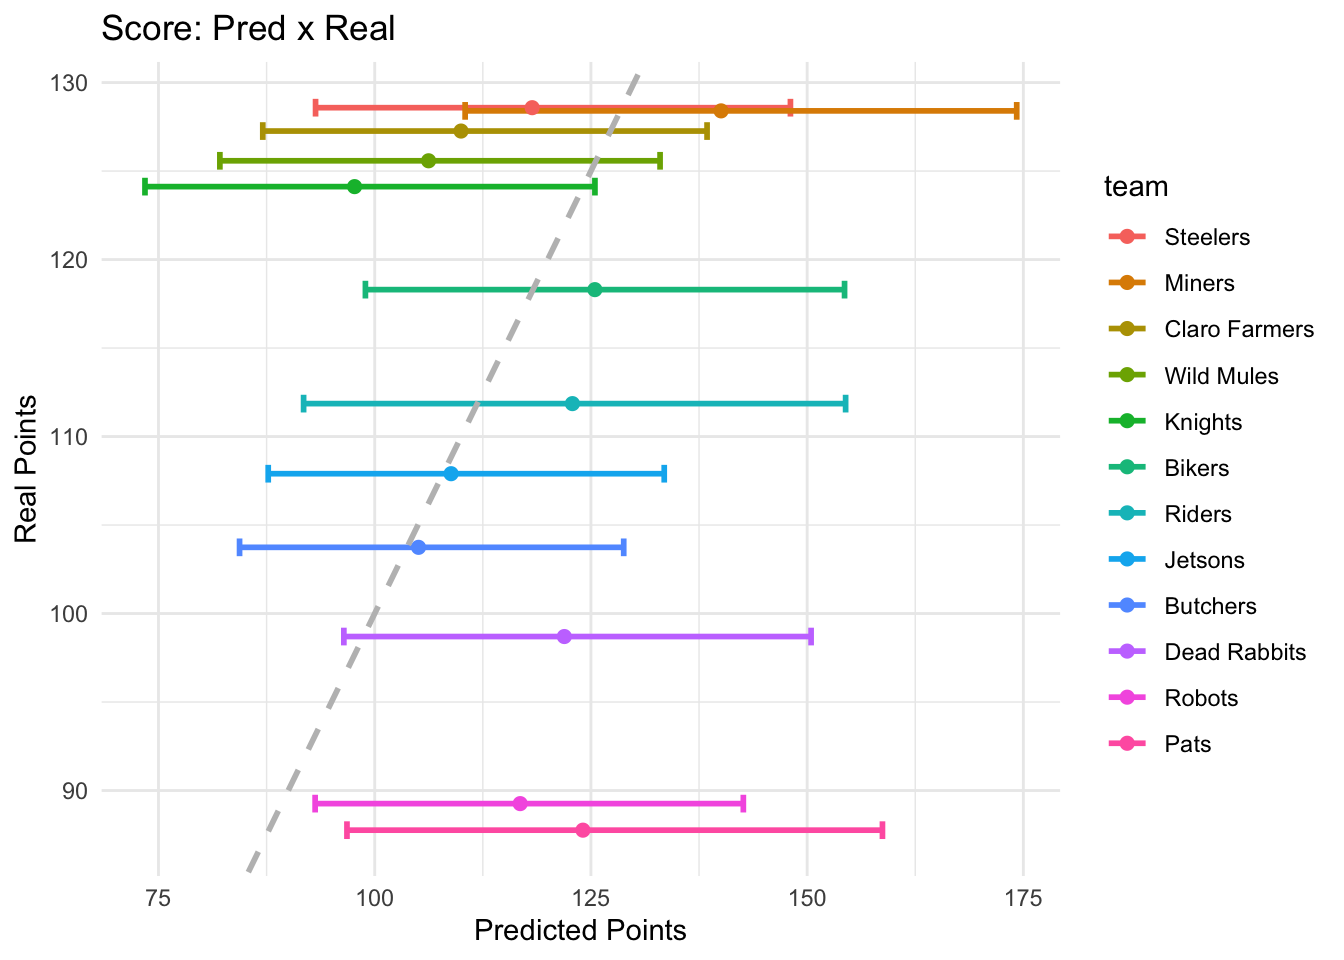 Score: Pred x Real
Real Points
130
120
110
100
90
75
100
125
150
175
Predicted Points
team
Steelers
Miners
Claro Farmers
Wild Mules
Knights
Bikers
Riders
Jetsons
Butchers
Dead Rabbits
Robots
Pats